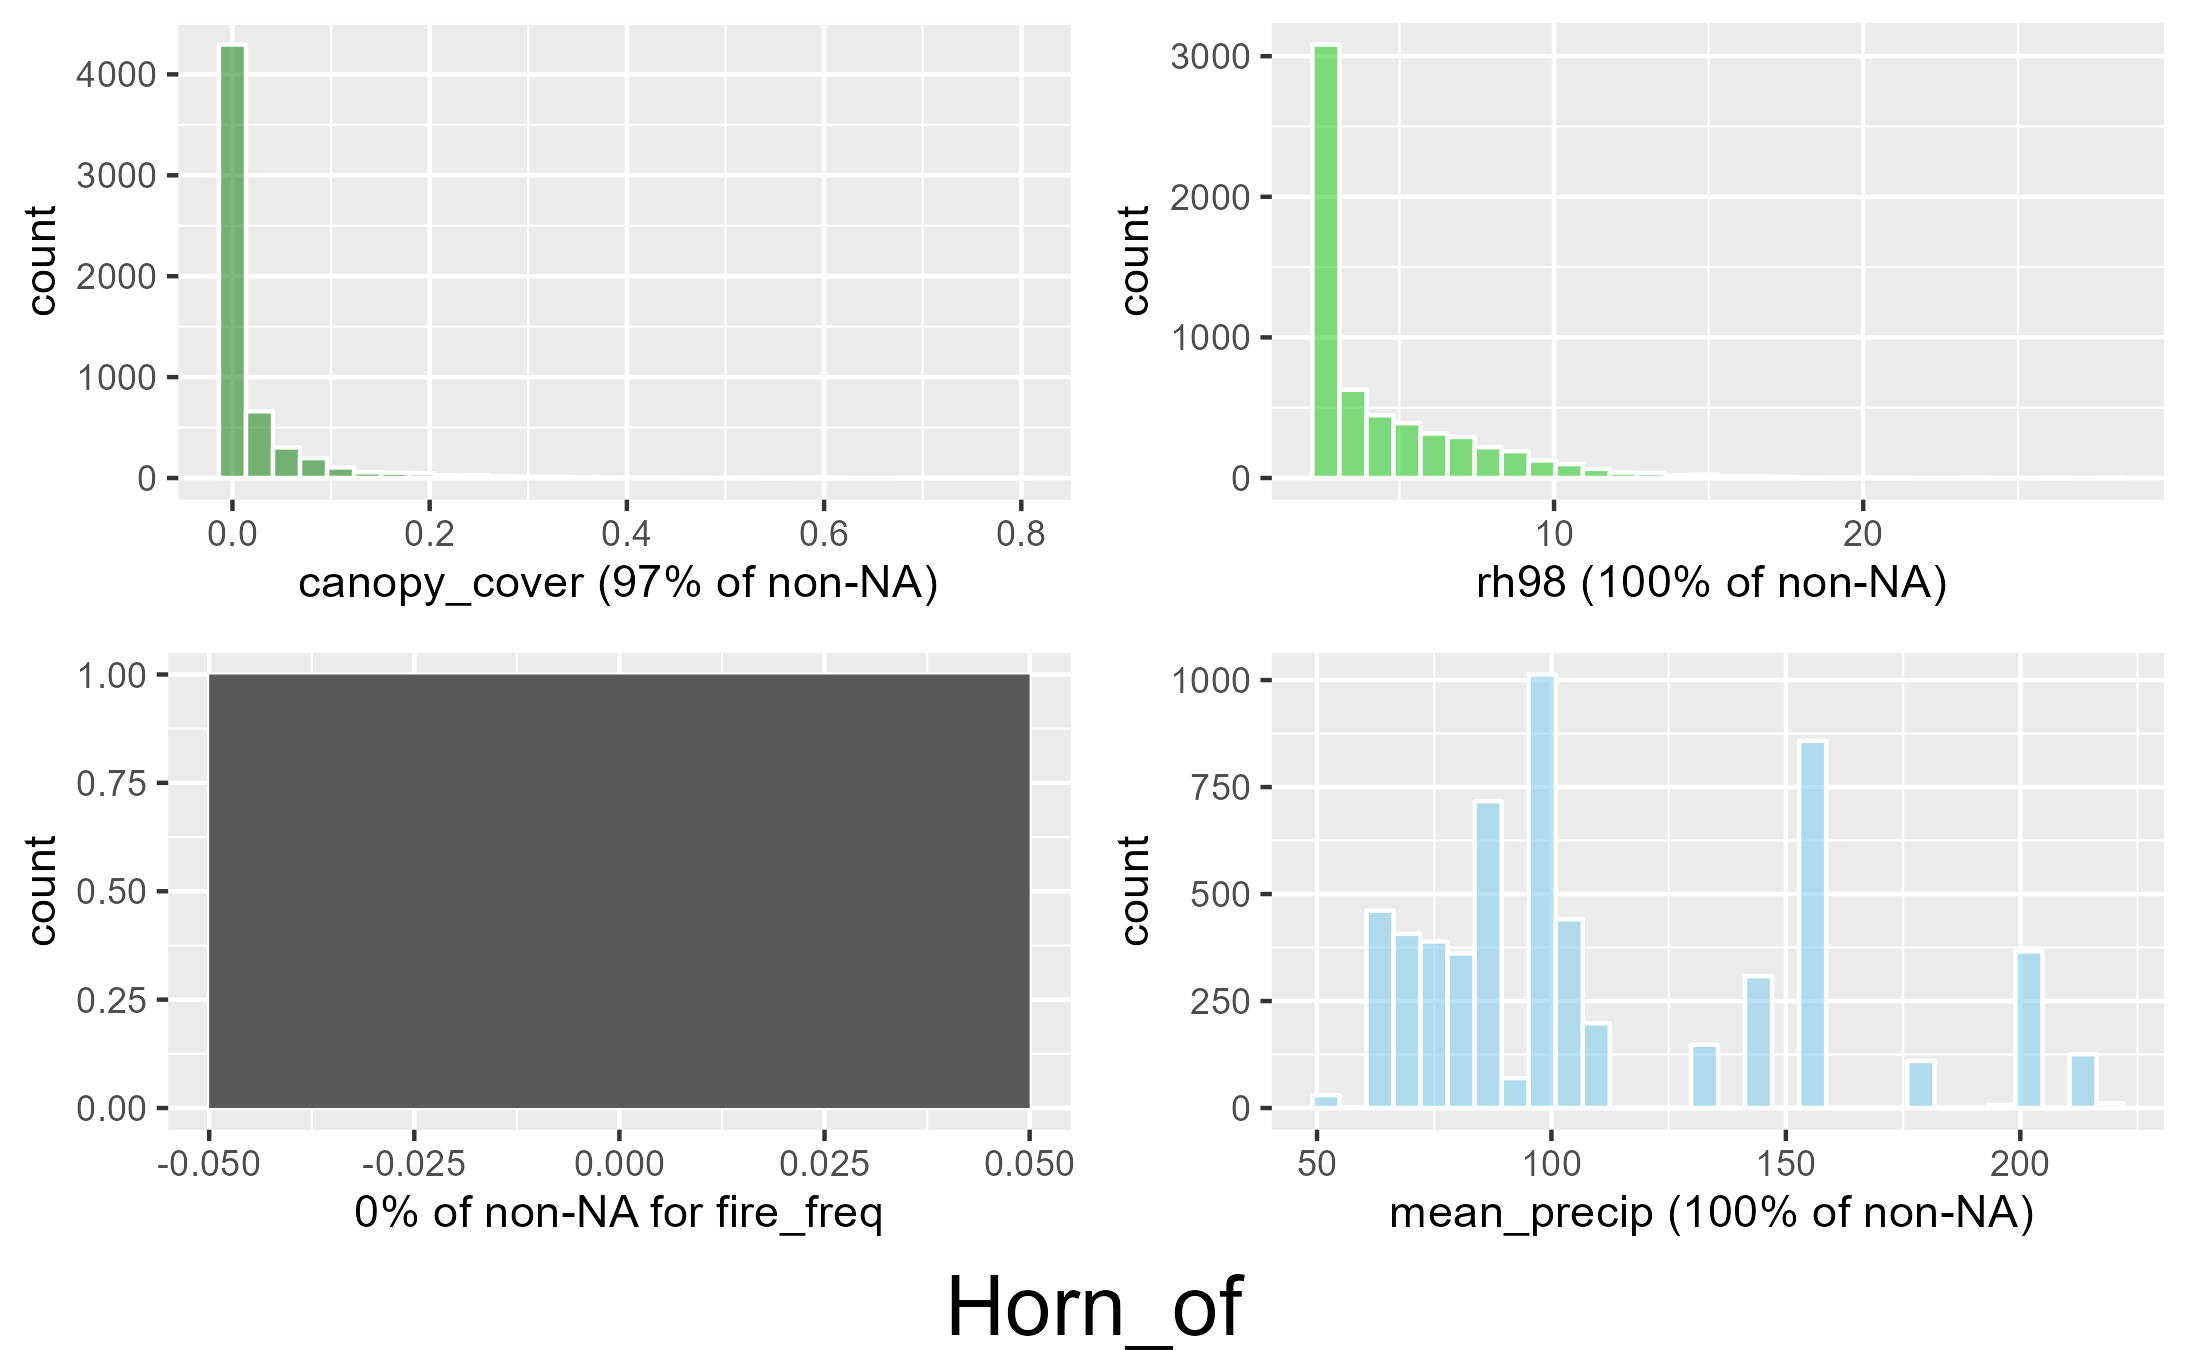 4000
3000
2000
1000
0
count
0.0 0.2 0.4 0.6 0.8
canopy_cover (97% of non-NA)
3000
2000
1000
0
count
10 20
rh98 (100% of non-NA)
1.00
0.75
0.50
0.25
0.00
count
-0.050 -0.025 0.000 0.025 0.050
0% of non-NA for fire_freq
1000
750
500
250
0
count
50 100 150 200
mean_precip (100% of non-NA)
Horn_of